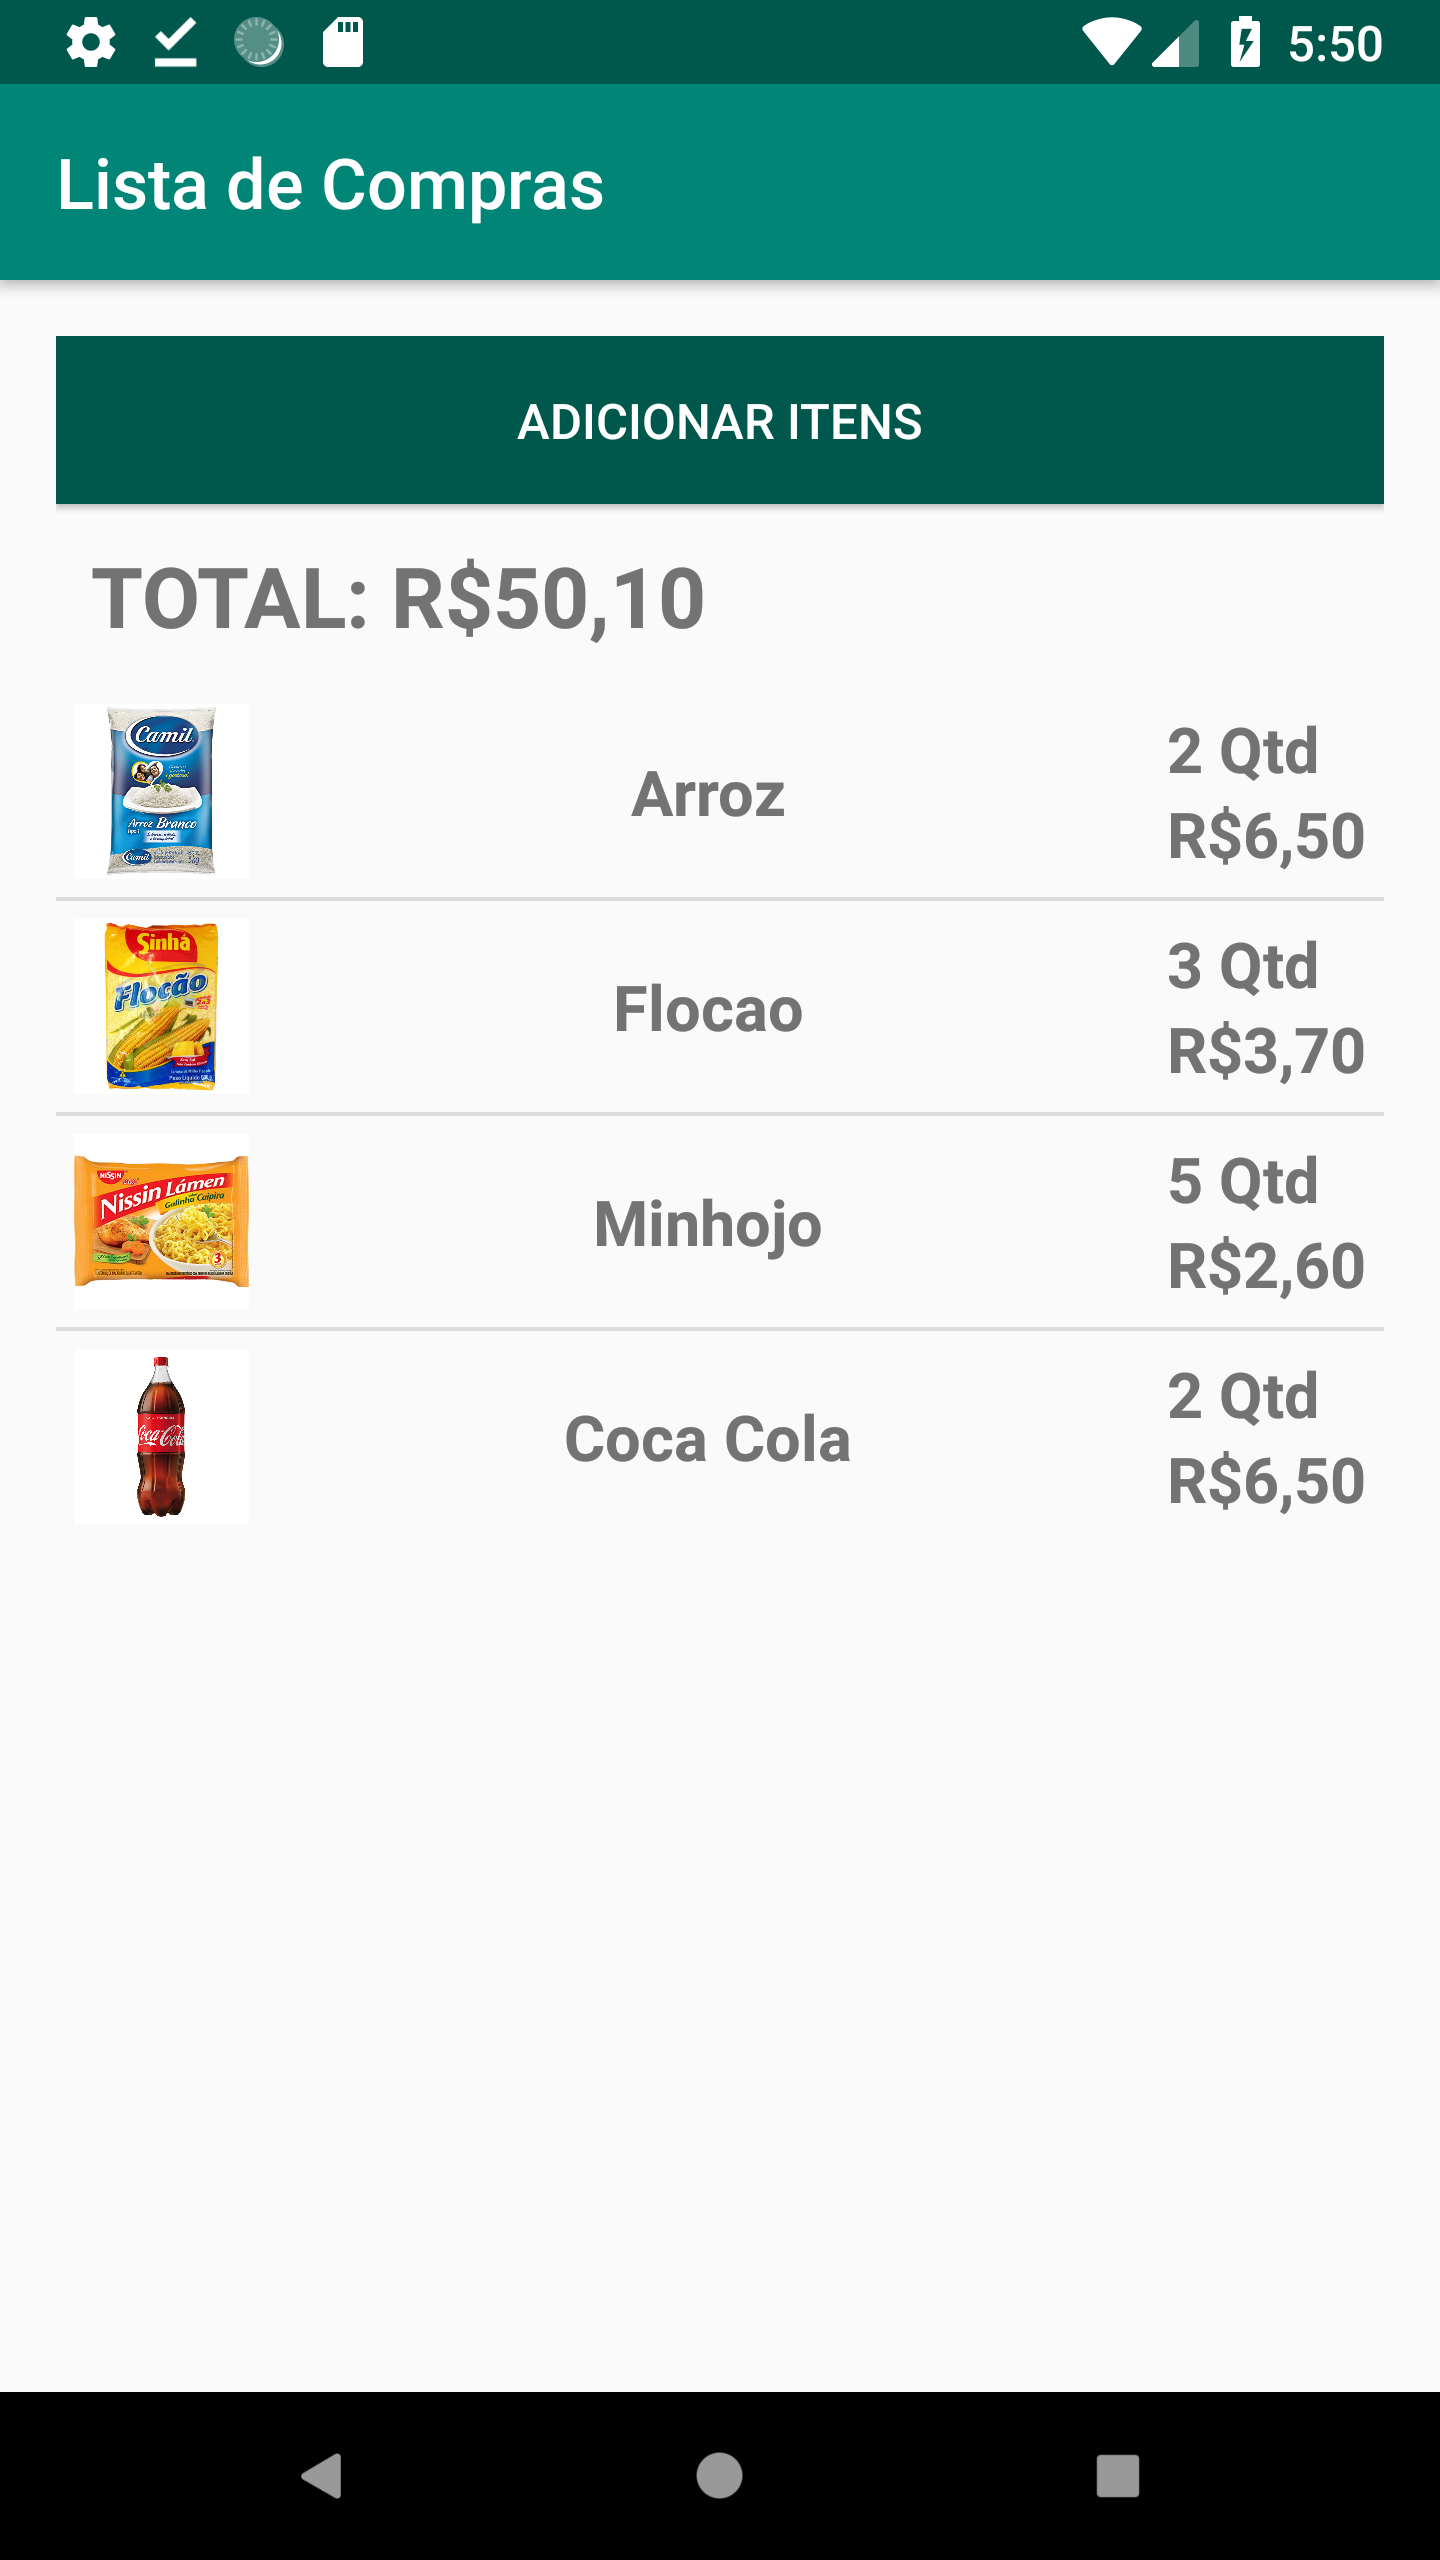 5:50
Lista de Compras
ADICIONAR ITENS
TOTAL: R$50,10
Camil
Arroz Branco
Camil
Arroz
2 Qtd
R$6,50
Sinhá
Flocão
Flocao
3 Qtd
R$3,70
NISSIN
Nissin Lámen
Galinha Caipira
3
Minhojo
5 Qtd
R$2,60
Coca-Cola
Coca Cola
2 Qtd
R$6,50